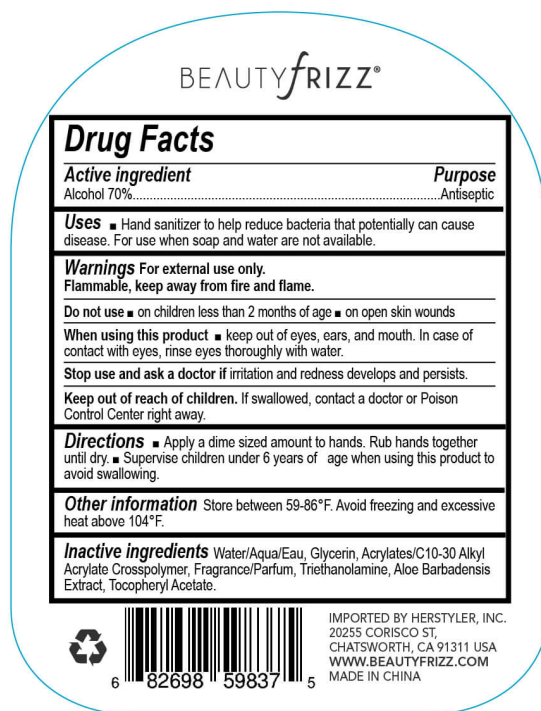 BEAUTYfRIZZ®
Drug Facts
Active ingredient Purpose
Alcohol 70%......................................................................................Antiseptic
Uses ■ Hand sanitizer to help reduce bacteria that potentially can cause
disease. For use when soap and water are not available.
Warnings For external use only.
Flammable, keep away from fire and flame.
Do not use ■ on children less than 2 months of age ■ on open skin wounds
When using this product ■ keep out of eyes, ears, and mouth. In case of
contact with eyes, rinse eyes thoroughly with water.
Stop use and ask a doctor if irritation and redness develops and persists.
Keep out of reach of children. If swallowed, contact a doctor or Poison
Control Center right away.
Directions ■ Apply a dime sized amount to hands. Rub hands together
until dry. ■ Supervise children under 6 years of age when using this product to
avoid swallowing.
Other information Store between 59-86°F. Avoid freezing and excessive
heat above 104°F.
Inactive ingredients Water/Aqua/Eau, Glycerin, Acrylates/C10-30 Alkyl
Acrylate Crosspolymer, Fragrance/Parfum, Triethanolamine, Aloe Barbadensis
Extract, Tocopheryl Acetate.
6 82698 59837 5
IMPORTED BY HERSTYLER, INC.
20255 CORISCO ST,
CHATSWORTH, CA 91311 USA
WWW.BEAUTYFRIZZ.COM
MADE IN CHINA